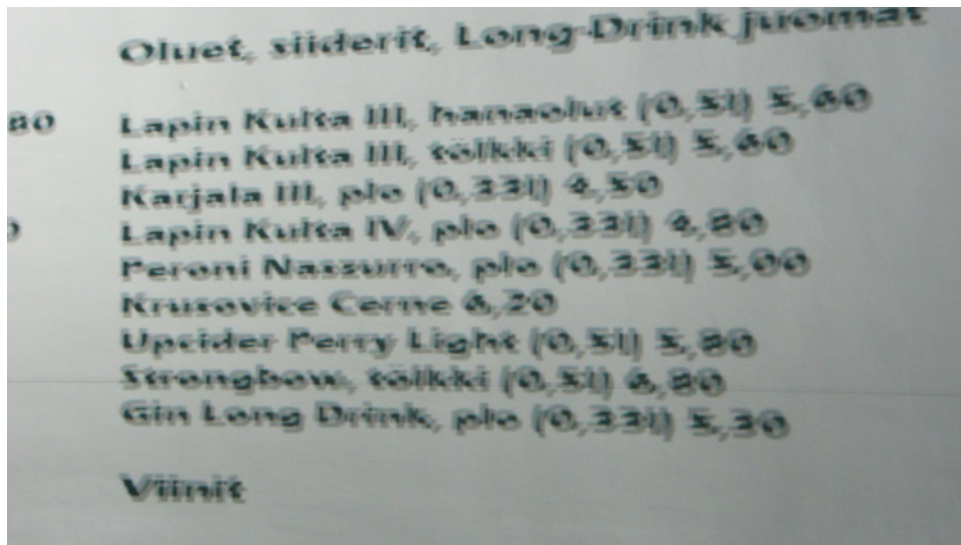 Oluet, siiderit, Long-Drink juomat
80 Lapin Kulta III, hanaolut (0,5l) 5,60
Lapin Kulta III, tölkki (0,5l) 5,60
Karjala III, plo (0,33l) 4,50
0 Lapin Kulta IV, plo (0,33l) 4,80
Peroni Naszurro, plo (0,33l) 5,00
Krusovice Cerne 6,20
Upcider Perry Light (0,5l) 5,80
Strongbow, tölkki (0,5l) 6,80
Gin Long Drink, plo (0,33l) 5,30
Viinit